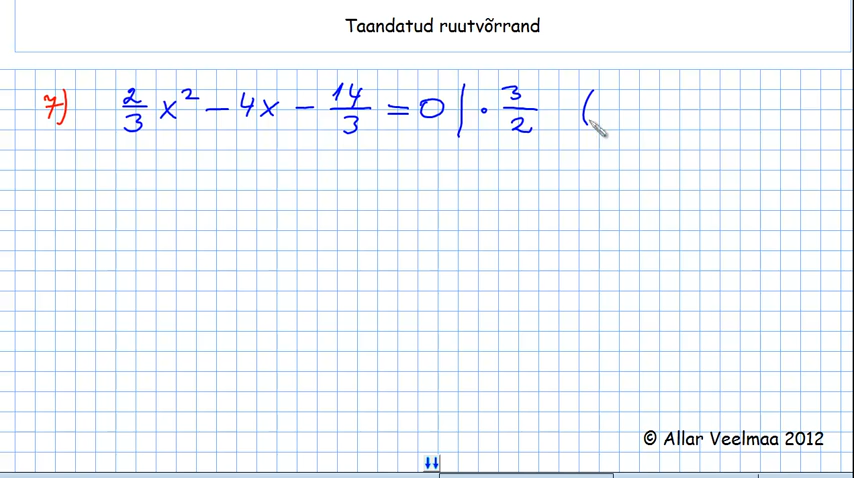 Taandatud ruutvõrrand
7) 2/3 x² − 4x − 14/3 = 0 | · 3/2 (
© Allar Veelmaa 2012